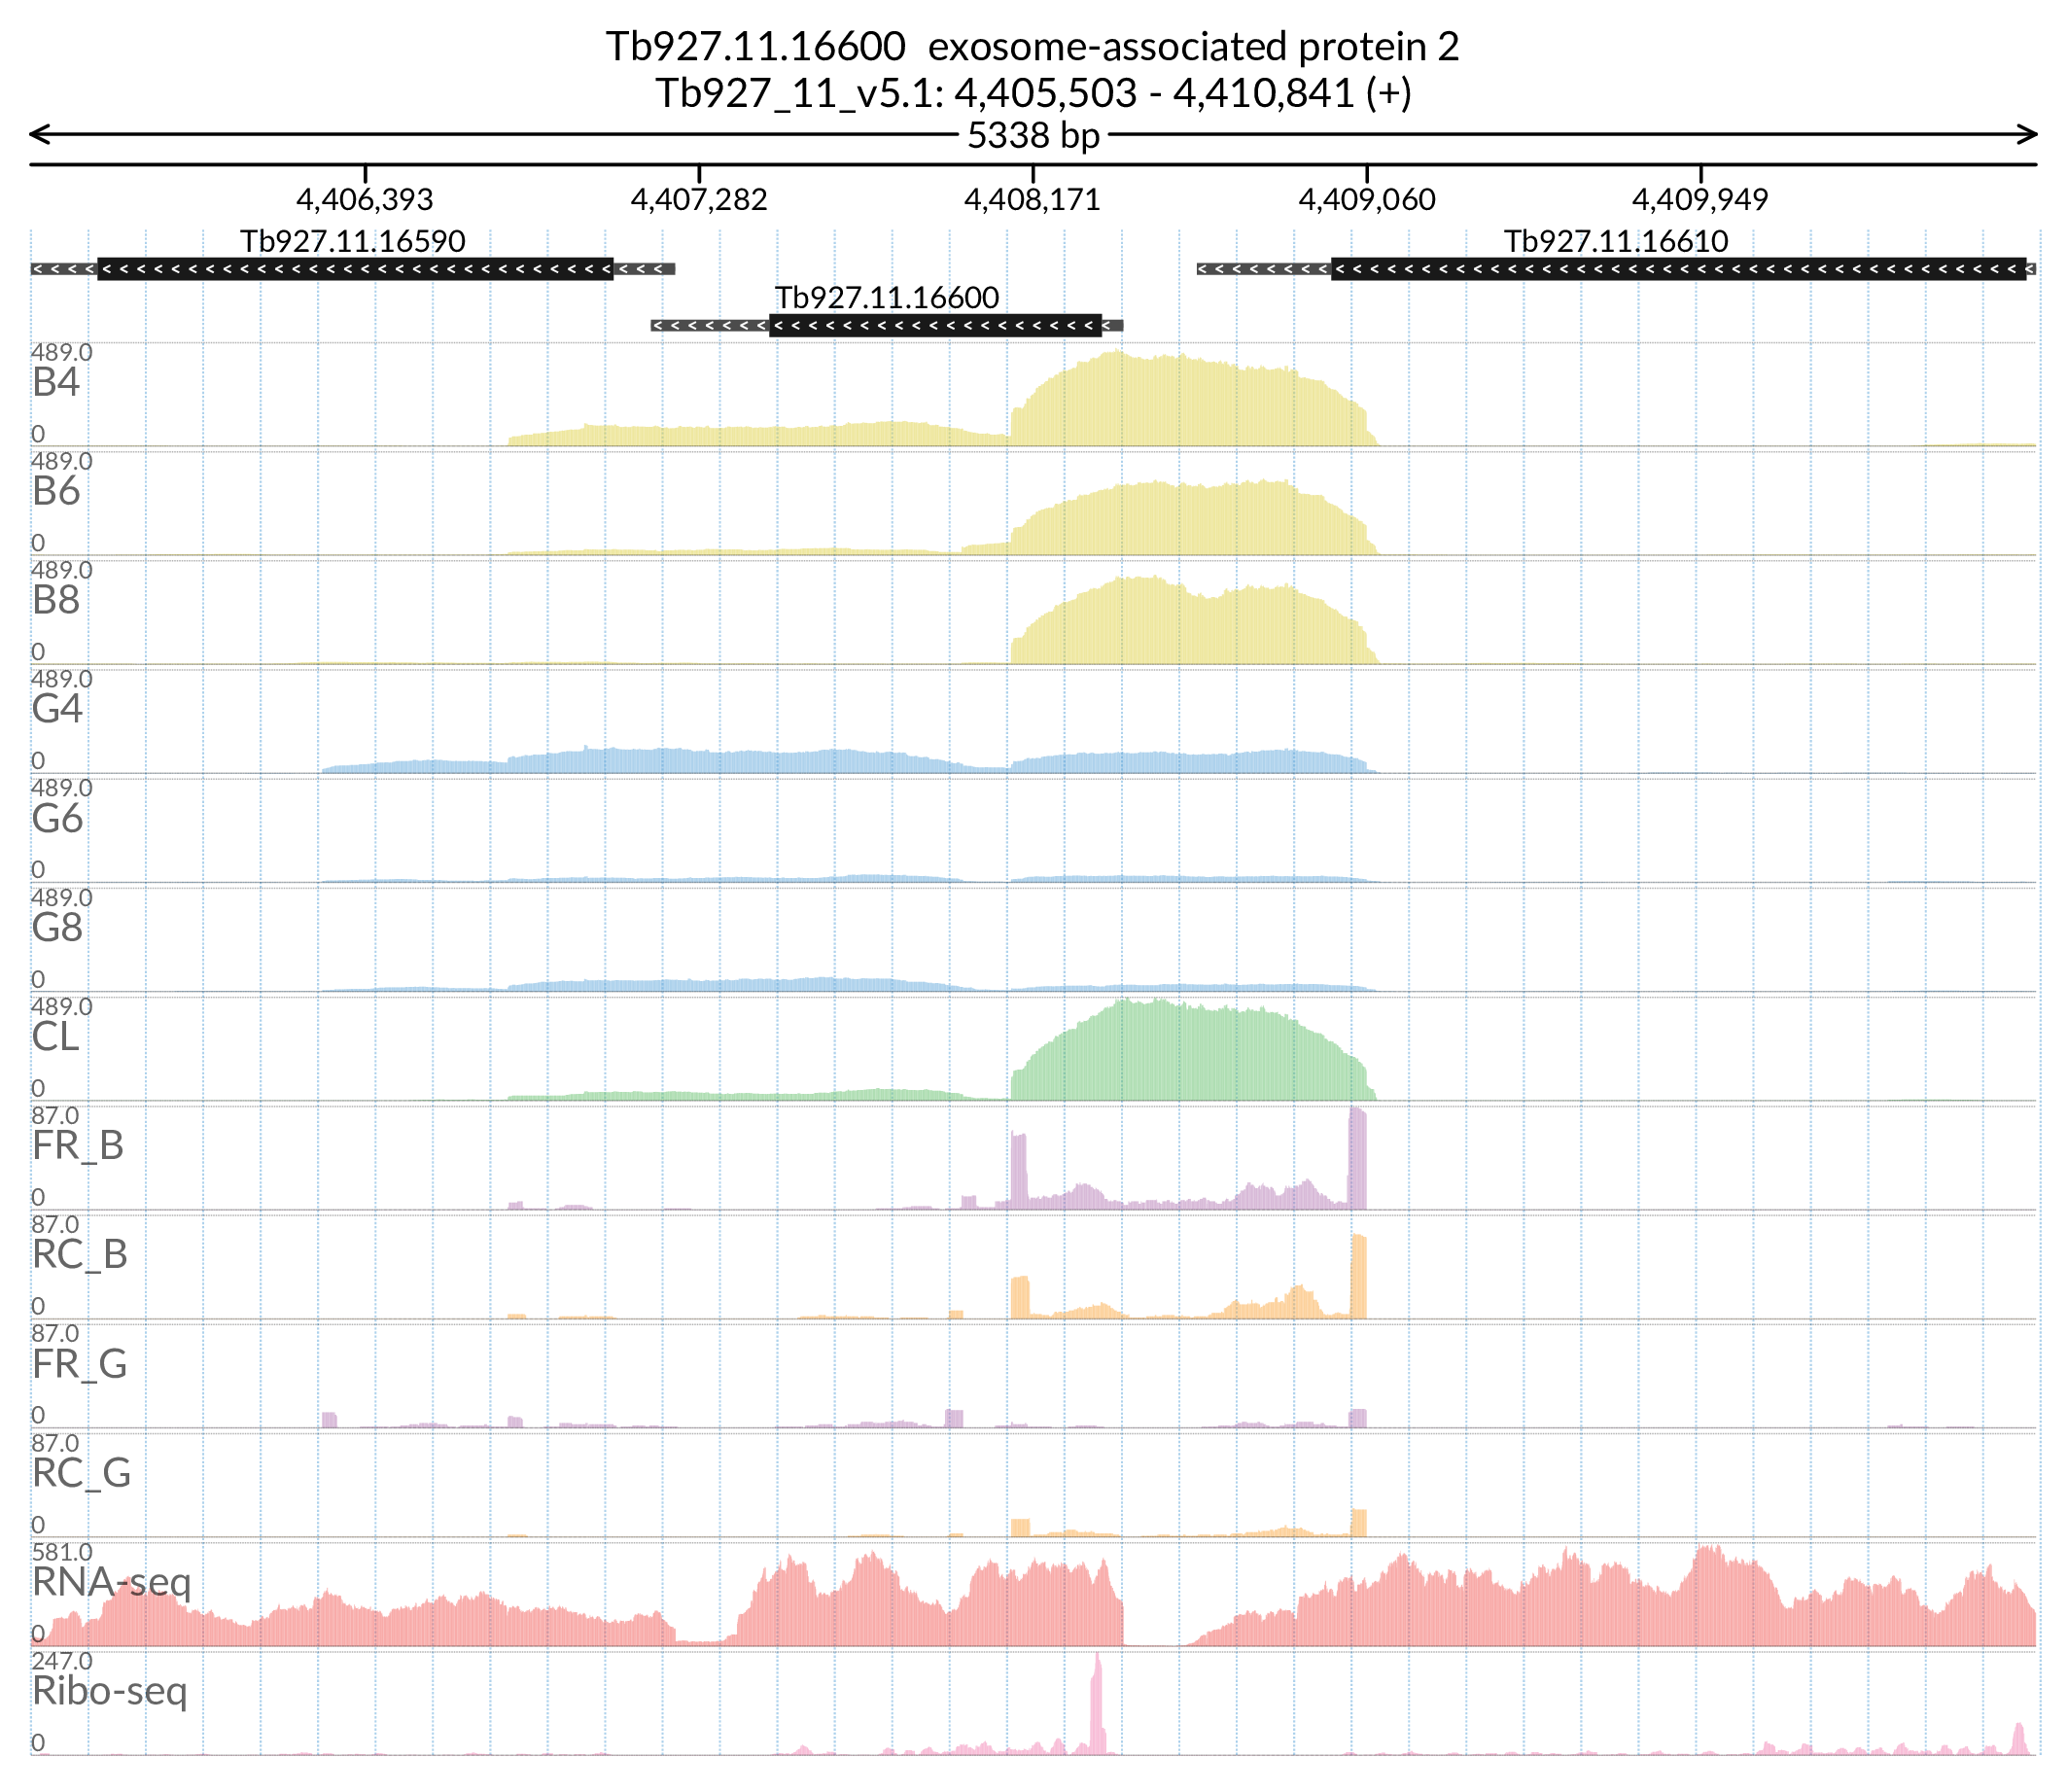 Tb927.11.16600 exosome-associated protein 2
Tb927_11_v5.1: 4,405,503 - 4,410,841 (+)
5338 bp
4,406,393 4,407,282 4,408,171 4,409,060 4,409,949
Tb927.11.16590 Tb927.11.16610
Tb927.11.16600
489.0
B4
0
489.0
B6
0
489.0
B8
0
489.0
G4
0
489.0
G6
0
489.0
G8
0
489.0
CL
0
87.0
FR_B
0
87.0
RC_B
0
87.0
FR_G
0
87.0
RC_G
0
581.0
RNA-seq
0
247.0
Ribo-seq
0